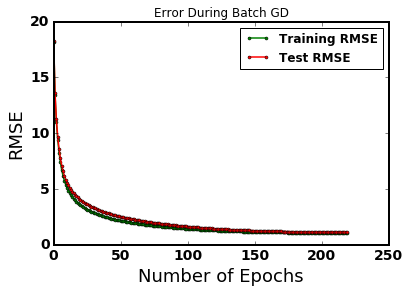 Error During Batch GD
Training RMSE
Test RMSE
RMSE
20
15
10
5
0
0 50 100 150 200 250
Number of Epochs